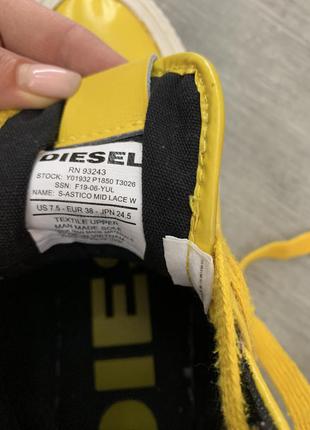 DIESEL
RN 93243
STOCK: Y01932 P1850 T3026
SSN: F19-06-YUL
NAME: S-ASTICO MID LACE W
US 7.5 - EUR 38 - JPN 24.5
TEXTILE UPPER
MAN MADE SOLE
DIES